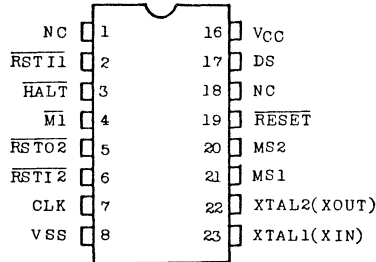 NC 1 16 VCC
RSTI1 2 17 DS
HALT 3 18 NC
M1 4 19 RESET
RSTO2 5 20 MS2
RSTI2 6 21 MS1
CLK 7 22 XTAL2(XOUT)
VSS 8 23 XTAL1(XIN)